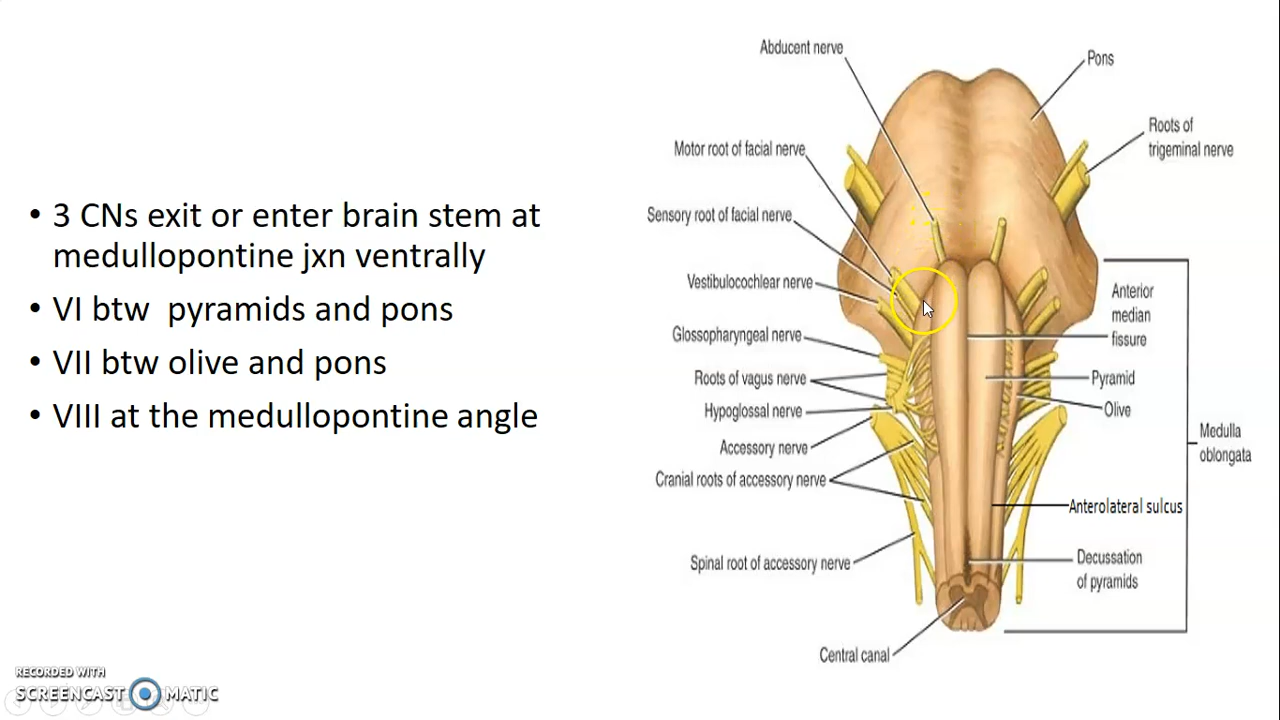 • 3 CNs exit or enter brain stem at
medullopontine jxn ventrally
• VI btw pyramids and pons
• VII btw olive and pons
• VIII at the medullopontine angle
Abducent nerve
Motor root of facial nerve
Sensory root of facial nerve
Vestibulocochlear nerve
Glossopharyngeal nerve
Roots of vagus nerve
Hypoglossal nerve
Accessory nerve
Cranial roots of accessory nerve
Spinal root of accessory nerve
Central canal
Pons
Roots of
trigeminal nerve
Anterior
median
fissure
Pyramid
Olive
Medulla
oblongata
Anterolateral sulcus
Decussation
of pyramids
RECORDED WITH
SCREENCAST MATIC